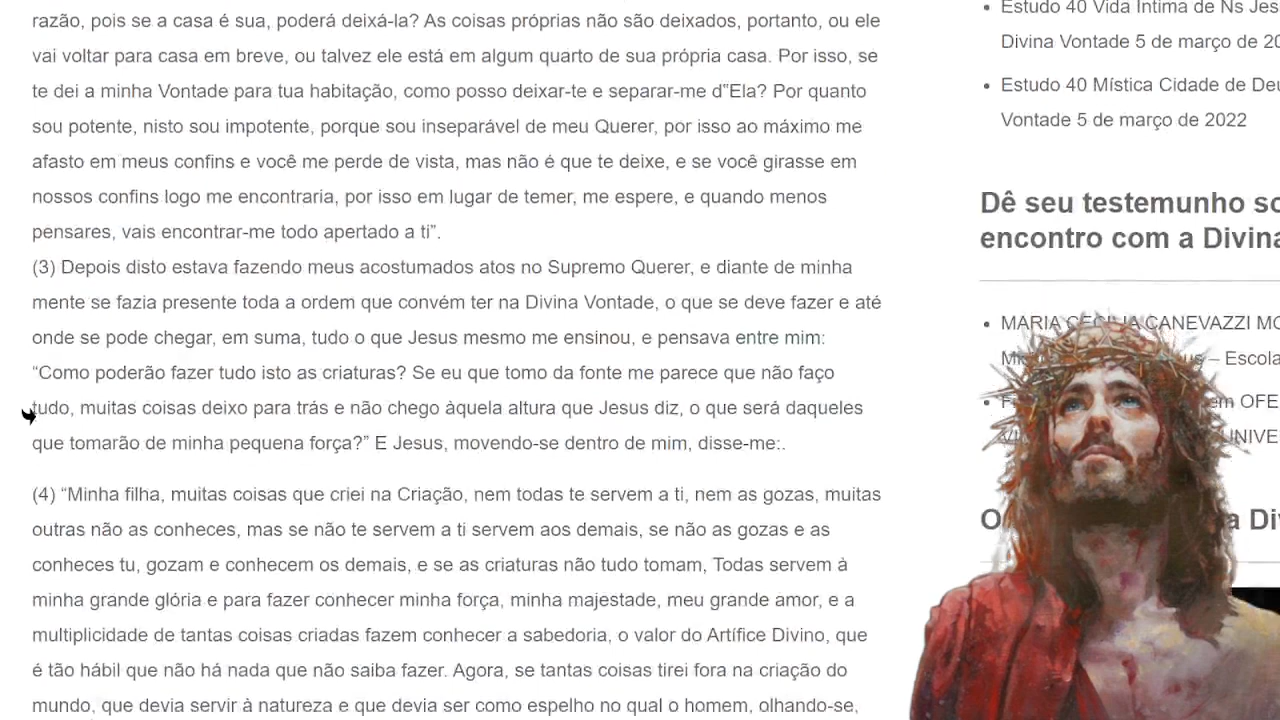 razão, pois se a casa é sua, poderá deixá-la? As coisas próprias não são deixados, portanto, ou ele
vai voltar para casa em breve, ou talvez ele está em algum quarto de sua própria casa. Por isso, se
te dei a minha Vontade para tua habitação, como posso deixar-te e separar-me d‟Ela? Por quanto
sou potente, nisto sou impotente, porque sou inseparável de meu Querer, por isso ao máximo me
afasto em meus confins e você me perde de vista, mas não é que te deixe, e se você girasse em
nossos confins logo me encontraria, por isso em lugar de temer, me espere, e quando menos
pensares, vais encontrar-me todo apertado a ti”.
(3) Depois disto estava fazendo meus acostumados atos no Supremo Querer, e diante de minha
mente se fazia presente toda a ordem que convém ter na Divina Vontade, o que se deve fazer e até
onde se pode chegar, em suma, tudo o que Jesus mesmo me ensinou, e pensava entre mim:
“Como poderão fazer tudo isto as criaturas? Se eu que tomo da fonte me parece que não faço
tudo, muitas coisas deixo para trás e não chego àquela altura que Jesus diz, o que será daqueles
que tomarão de minha pequena força?” E Jesus, movendo-se dentro de mim, disse-me:.
(4) “Minha filha, muitas coisas que criei na Criação, nem todas te servem a ti, nem as gozas, muitas
outras não as conheces, mas se não te servem a ti servem aos demais, se não as gozas e as
conheces tu, gozam e conhecem os demais, e se as criaturas não tudo tomam, Todas servem à
minha grande glória e para fazer conhecer minha força, minha majestade, meu grande amor, e a
multiplicidade de tantas coisas criadas fazem conhecer a sabedoria, o valor do Artífice Divino, que
é tão hábil que não há nada que não saiba fazer. Agora, se tantas coisas tirei fora na criação do
mundo, que devia servir à natureza e que devia ser como espelho no qual o homem, olhando-se,
Estudo 40 Vida Intima de Ns Jes
Divina Vontade 5 de março de 20
Estudo 40 Mística Cidade de Deu
Vontade 5 de março de 2022
Dê seu testemunho so
encontro com a Divina
MARIA CECILIA CANEVAZZI MO
– Escola
em OFE
UNIVE
a Div